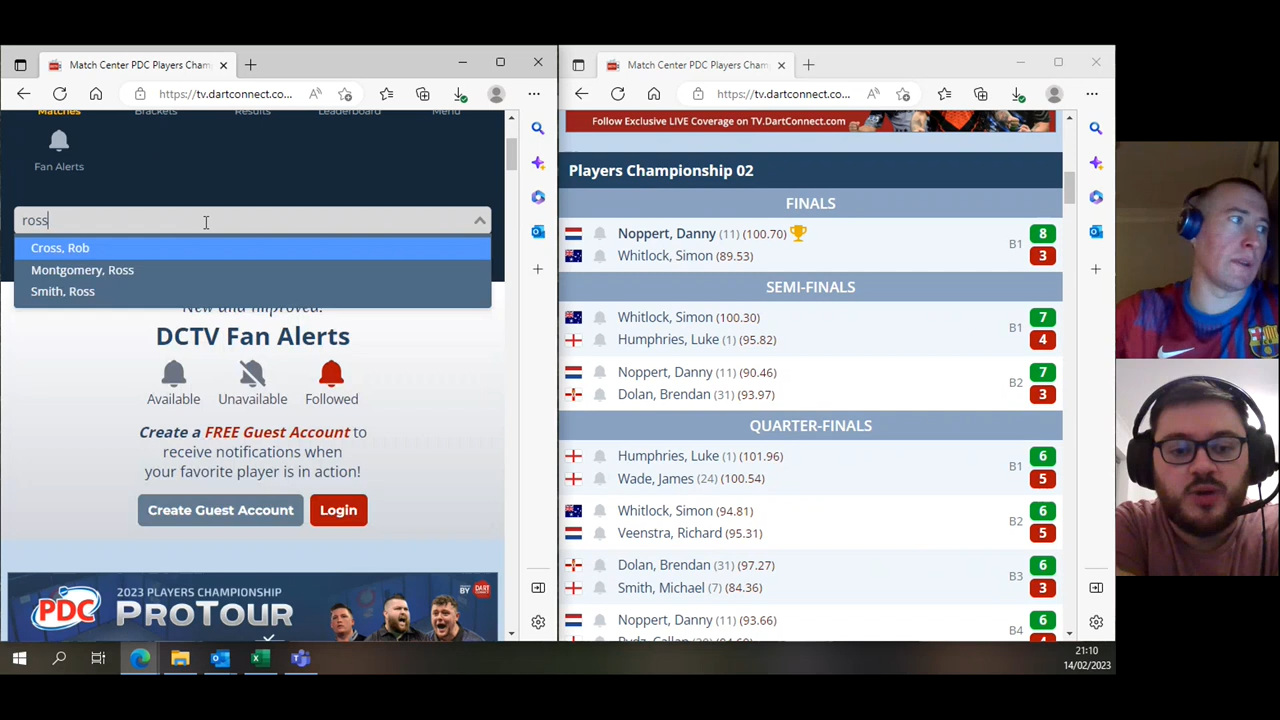 Match Center PDC Players Cham
https://tv.dartconnect.co...
Matches
Brackets
Results
Leaderboard
Menu
Fan Alerts
ross
Cross, Rob
Montgomery, Ross
Smith, Ross
New and Improved!
DCTV Fan Alerts
Available
Unavailable
Followed
Create a FREE Guest Account to
receive notifications when
your favorite player is in action!
Create Guest Account
Login
2023 PLAYERS CHAMPIONSHIP
PDC
PROTOUR
Match Center PDC Players Cham
https://tv.dartconnect.co...
Follow Exclusive LIVE Coverage on TV.DartConnect.com
Players Championship 02
FINALS
Noppert, Danny (11) (100.70) 8
B1
Whitlock, Simon (89.53) 3
SEMI-FINALS
Whitlock, Simon (100.30) 7
B1
Humphries, Luke (1) (95.82) 4
Noppert, Danny (11) (90.46) 7
B2
Dolan, Brendan (31) (93.97) 3
QUARTER-FINALS
Humphries, Luke (1) (101.96) 6
B1
Wade, James (24) (100.54) 5
Whitlock, Simon (94.81) 6
B2
Veenstra, Richard (95.31) 5
Dolan, Brendan (31) (97.27) 6
B3
Smith, Michael (7) (84.36) 3
Noppert, Danny (11) (93.66) 6
B4
21:10
14/02/2023